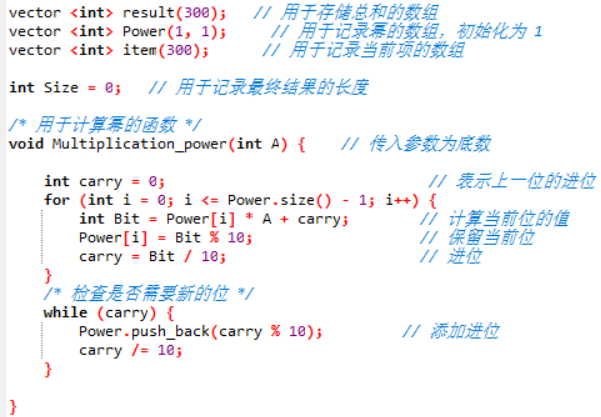 vector <int> result(300);   // 用于存储总和的数组
vector <int> Power(1, 1);     // 用于记录幂的数组，初始化为 1
vector <int> item(300);      // 用于记录当前项的数组
int Size = 0;   // 用于记录最终结果的长度
/* 用于计算幂的函数 */
void Multiplication_power(int A) {    // 传入参数为底数
    int carry = 0;                              // 表示上一位的进位
    for (int i = 0; i <= Power.size() - 1; i++) {
        int Bit = Power[i] * A + carry;        // 计算当前位的值
        Power[i] = Bit % 10;                   // 保留当前位
        carry = Bit / 10;                      // 进位
    }
    /* 检查是否需要新的位 */
    while (carry) {
        Power.push_back(carry % 10);         // 添加进位
        carry /= 10;
    }
}